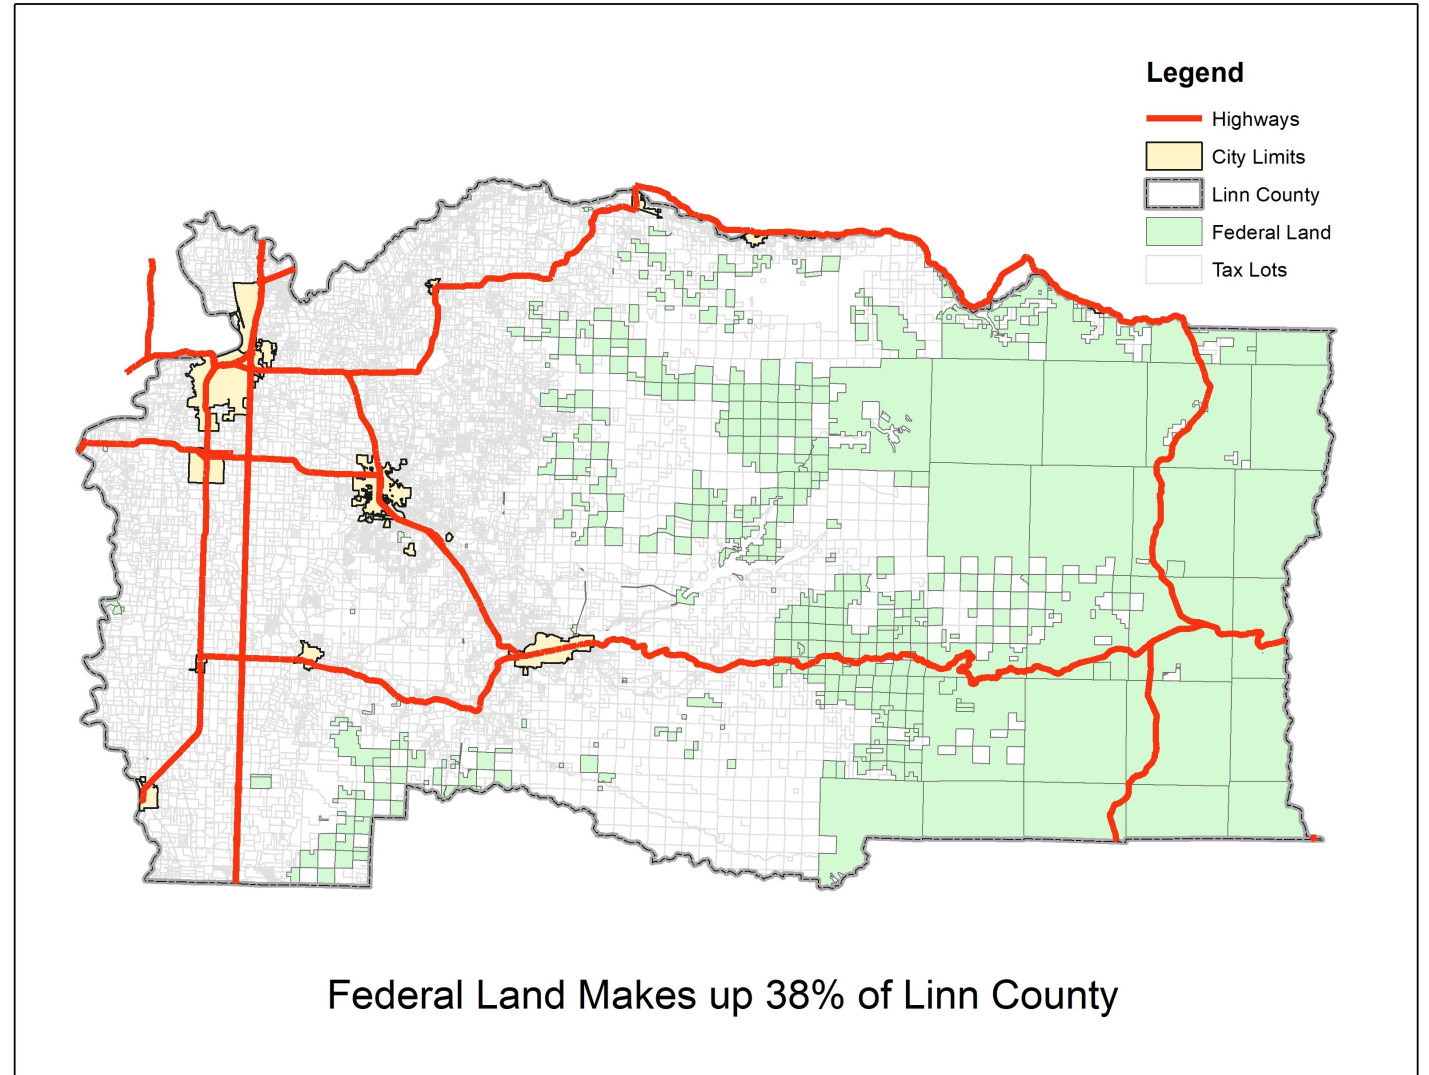 Legend
Highways
City Limits
Linn County
Federal Land
Tax Lots
Federal Land Makes up 38% of Linn County